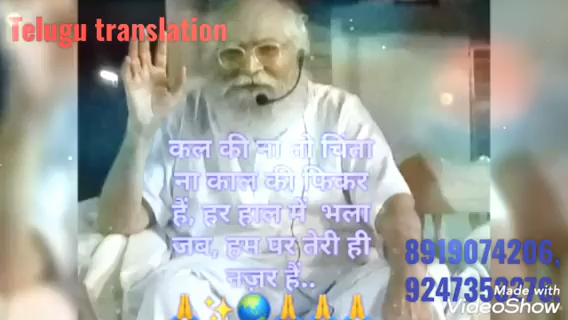 Telugu translation
कल की ना तो चिंता
ना काल की फिकर
हैं, हर हाल में भला
जब, हम पर तेरी ही
नज़र हैं..
8919074206,
Made with
VideoShow